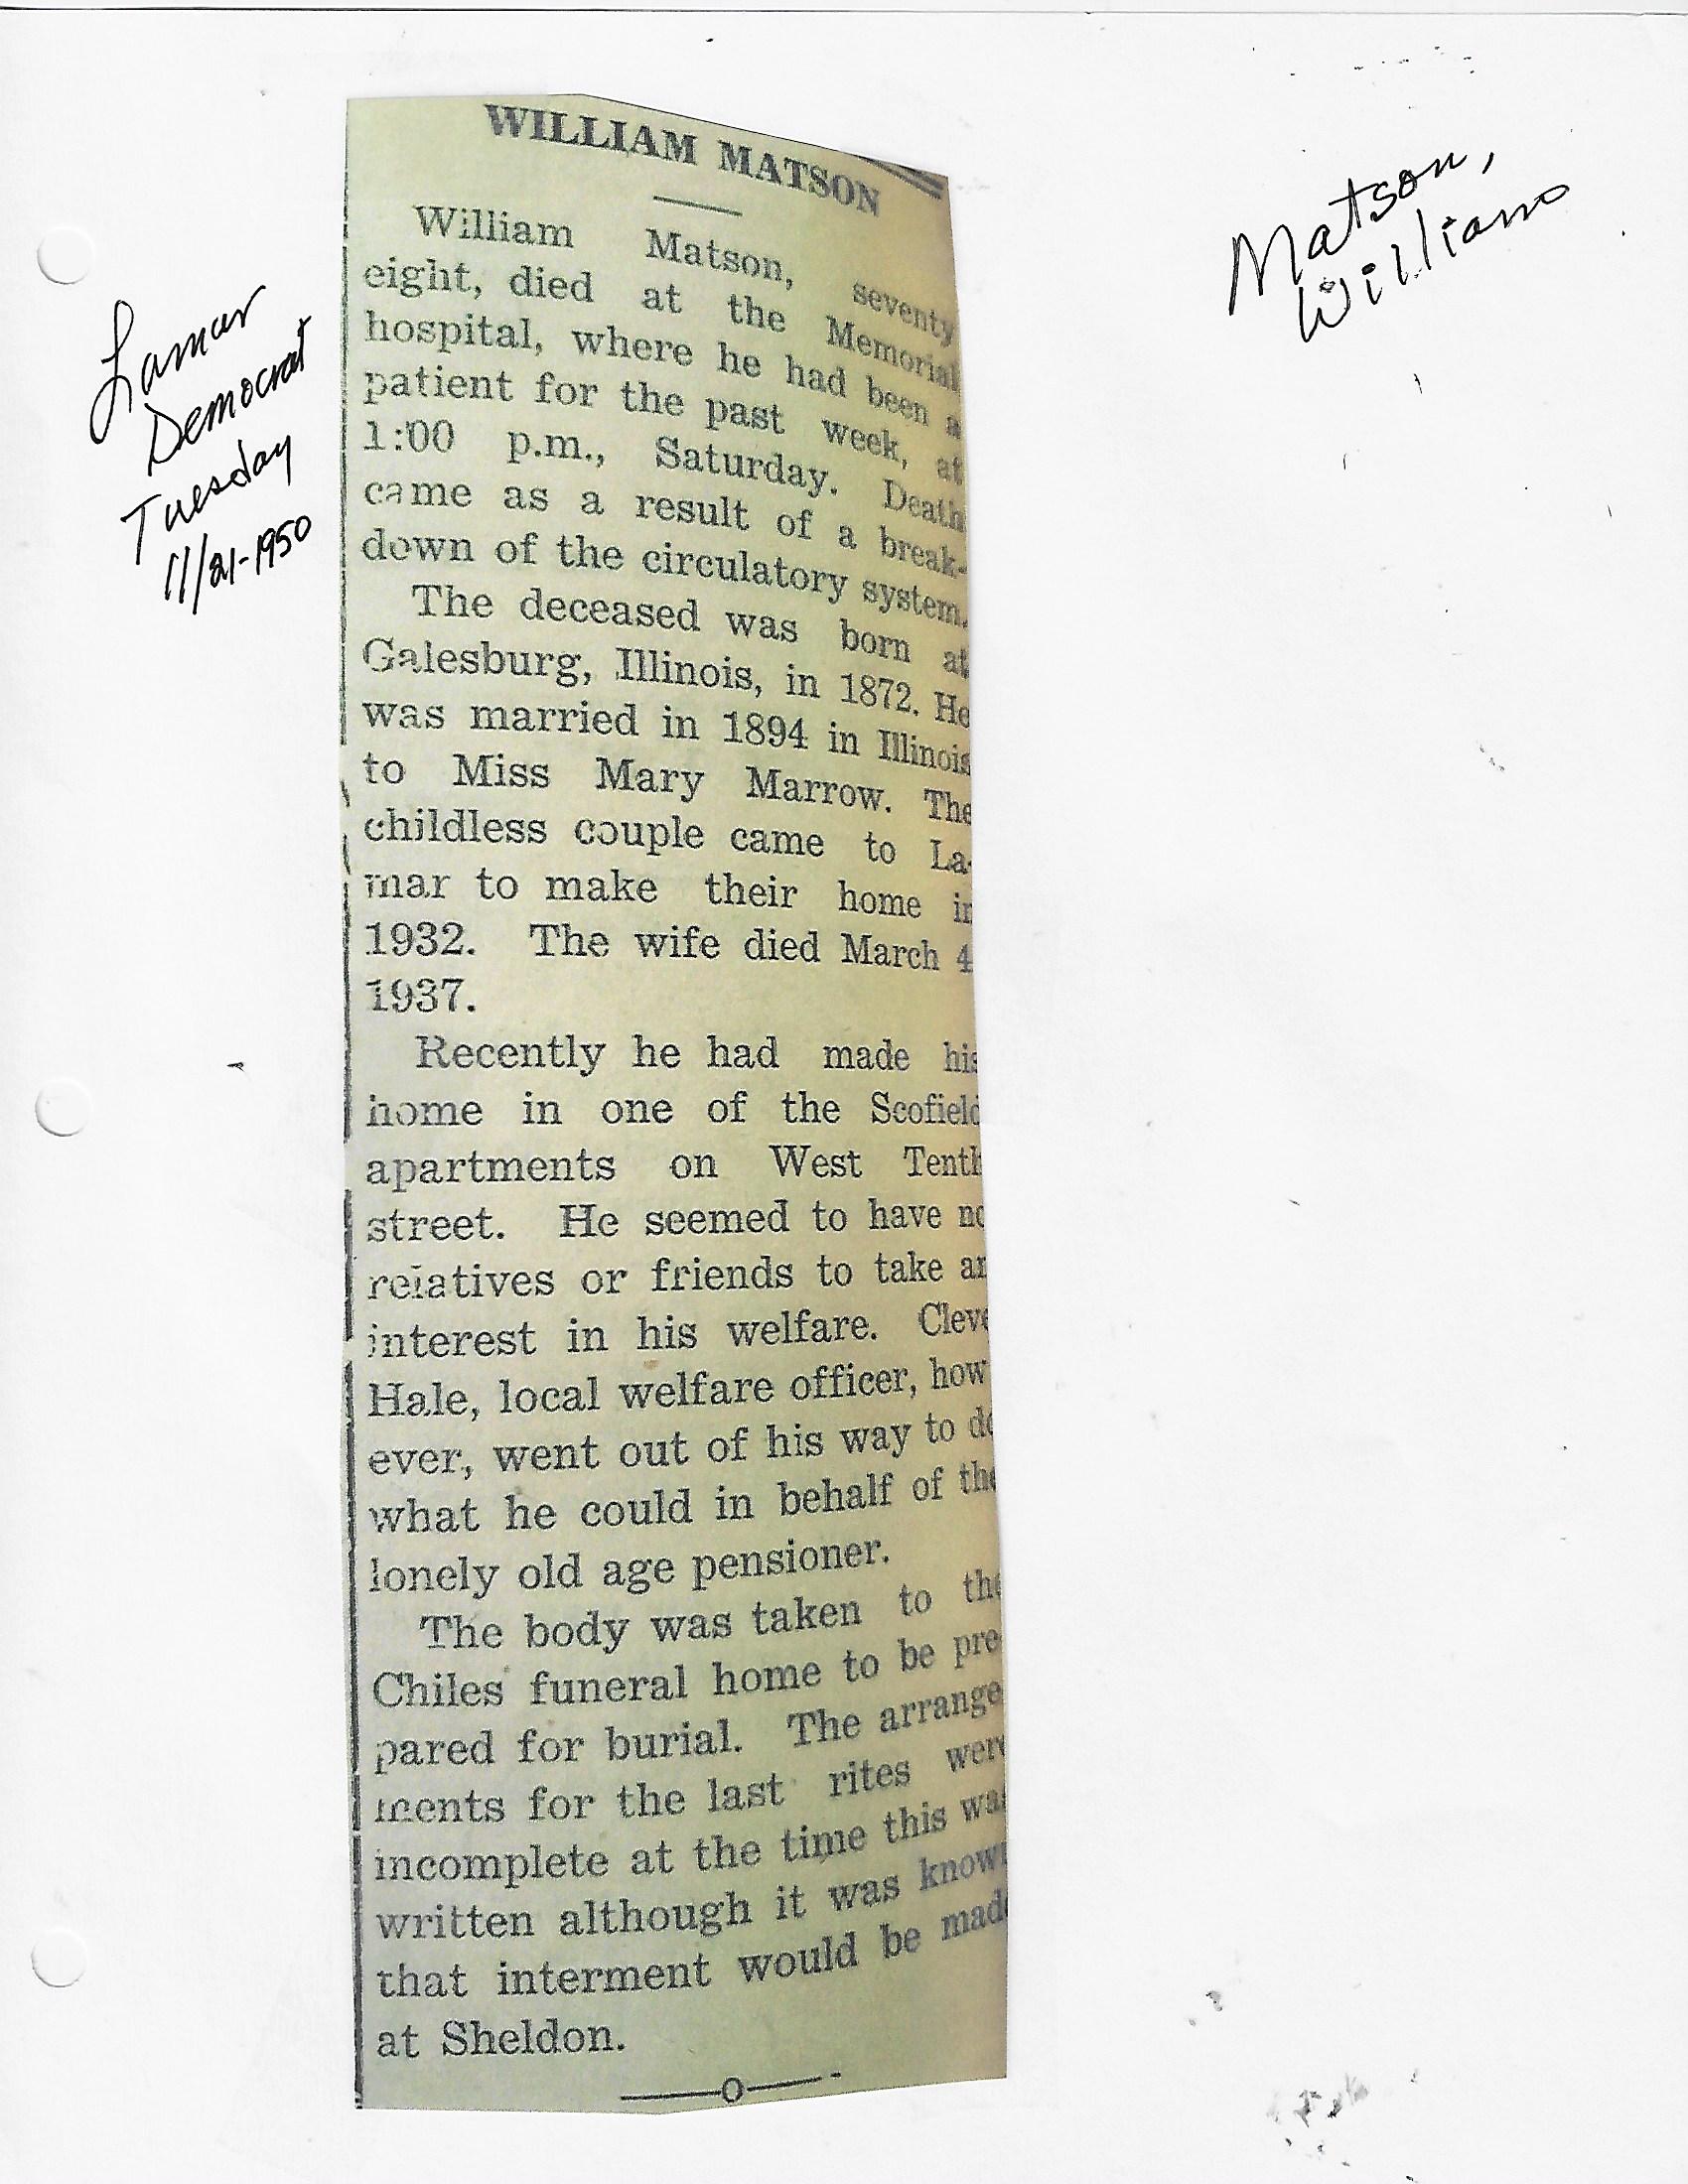 WILLIAM MATSON
William Matson, seventy
eight, died at the Memorial
hospital, where he had been a
patient for the past week, at
1:00 p.m., Saturday. Death
came as a result of a break-
down of the circulatory system.
The deceased was born at
Galesburg, Illinois, in 1872. He
was married in 1894 in Illinois
to Miss Mary Marrow. The
childless couple came to La-
mar to make their home in
1932. The wife died March 4
1937.
Recently he had made his
home in one of the Scofield
apartments on West Tenth
street. He seemed to have no
relatives or friends to take an
interest in his welfare. Cleve
Hale, local welfare officer, how
ever, went out of his way to do
what he could in behalf of the
lonely old age pensioner.
The body was taken to the
Chiles funeral home to be pre-
pared for burial. The arrange
ments for the last rites were
incomplete at the time this was
written although it was known
that interment would be made
at Sheldon.
Lamar
Democrat
Tuesday
11/21-1950
Matson,
William